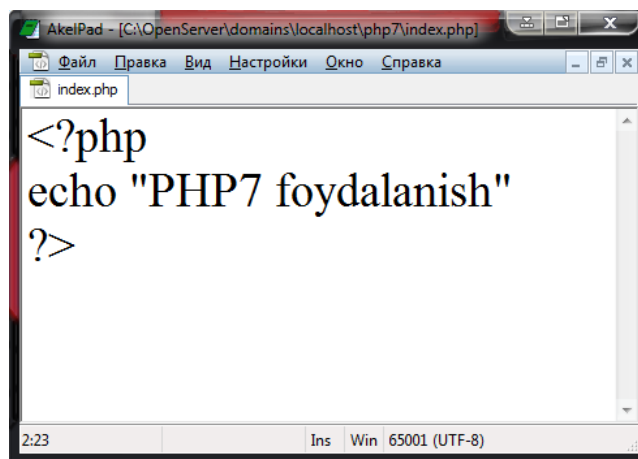 AkelPad - [C:\OpenServer\domains\localhost\php7\index.php]
Файл Правка Вид Настройки Окно Справка
index.php
<?php
echo "PHP7 foydalanish"
?>
2:23 Ins Win 65001 (UTF-8)